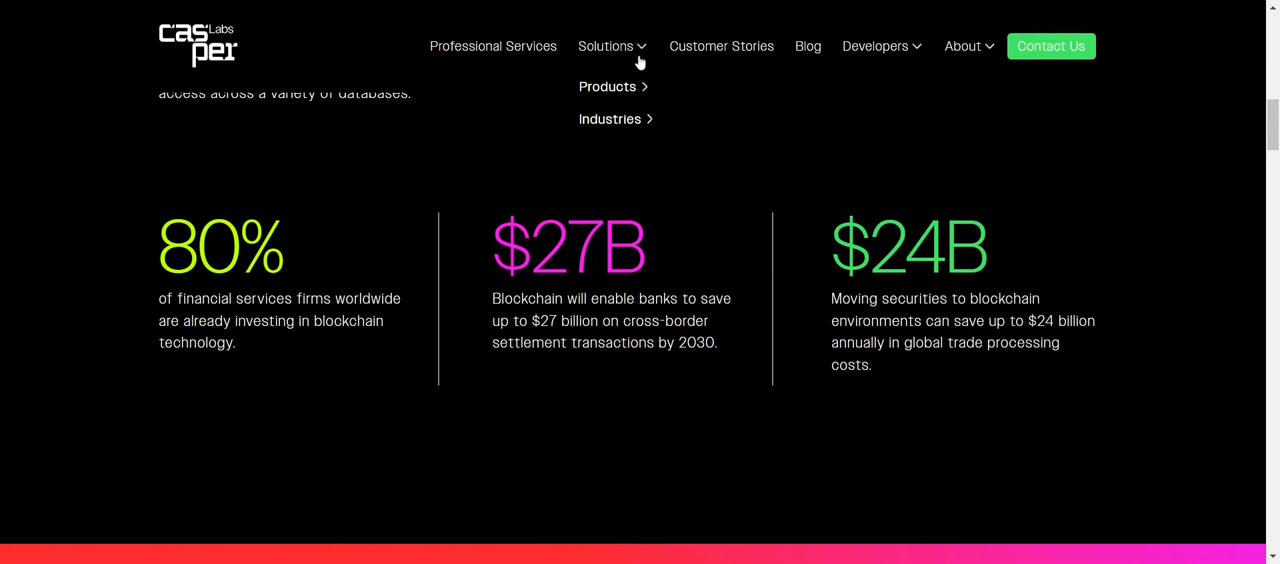 casper Labs
Professional Services
Solutions
Customer Stories
Blog
Developers
About
Contact Us
Products
Industries
access across a variety of databases.
80%
of financial services firms worldwide
are already investing in blockchain
technology.
$27B
Blockchain will enable banks to save
up to $27 billion on cross-border
settlement transactions by 2030.
$24B
Moving securities to blockchain
environments can save up to $24 billion
annually in global trade processing
costs.